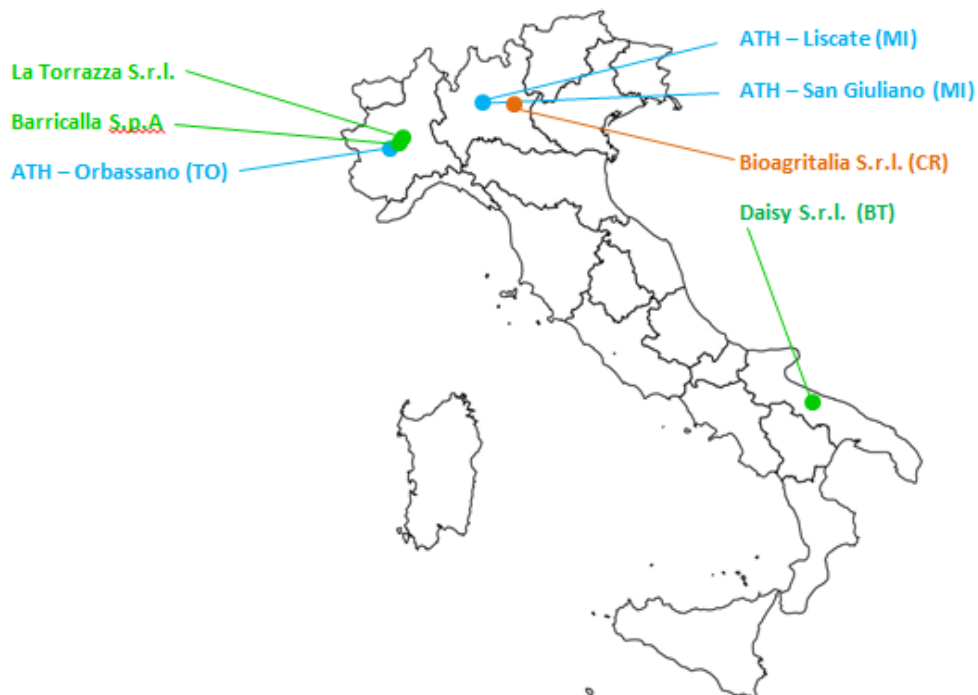 ATH – Liscate (MI)
La Torrazza S.r.l.
ATH – San Giuliano (MI)
Barricalla S.p.A
Bioagritalia S.r.l. (CR)
ATH – Orbassano (TO)
Daisy S.r.l. (BT)